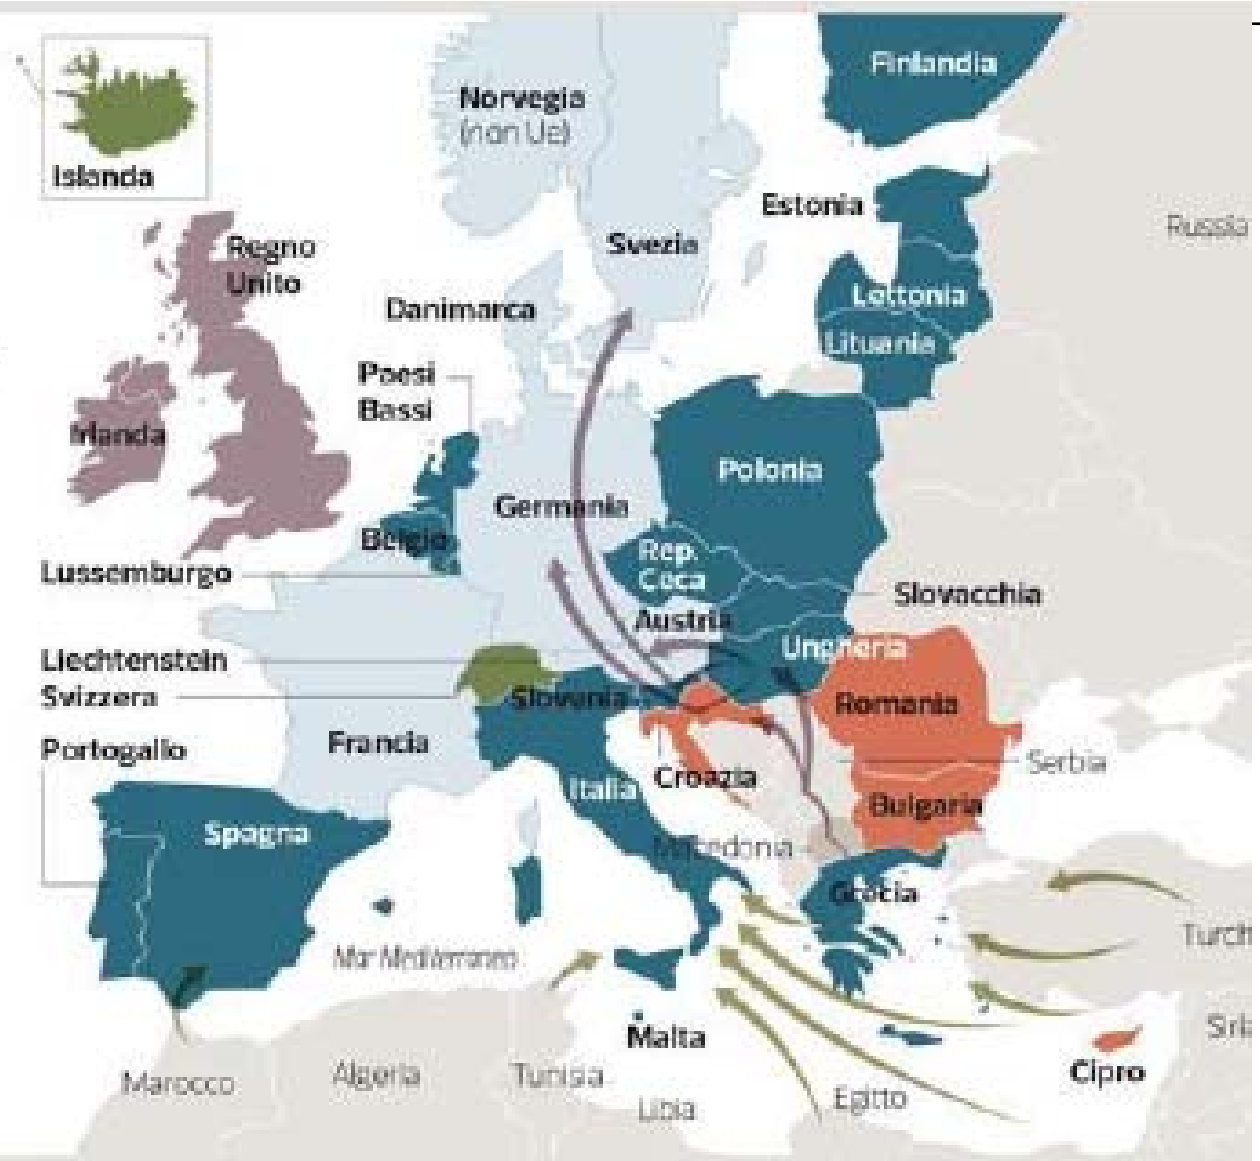 Finlandia
Norvegia
(non Ue)
Islanda
Estonia
Russia
Svezia
Regno
Unito
Lettonia
Danimarca
Lituania
Paesi
Bassi
Irlanda
Polonia
Germania
Belgio
Rep.
Ceca
Lussemburgo
Slovacchia
Austria
Ungheria
Liechtenstein
Svizzera
Slovenia
Romania
Portogallo
Francia
Serbia
Croazia
Italia
Bulgaria
Spagna
Macedonia
Grecia
Turch
Mar Mediterraneo
Siria
Malta
Cipro
Marocco
Algeria
Tunisia
Egitto
Libia